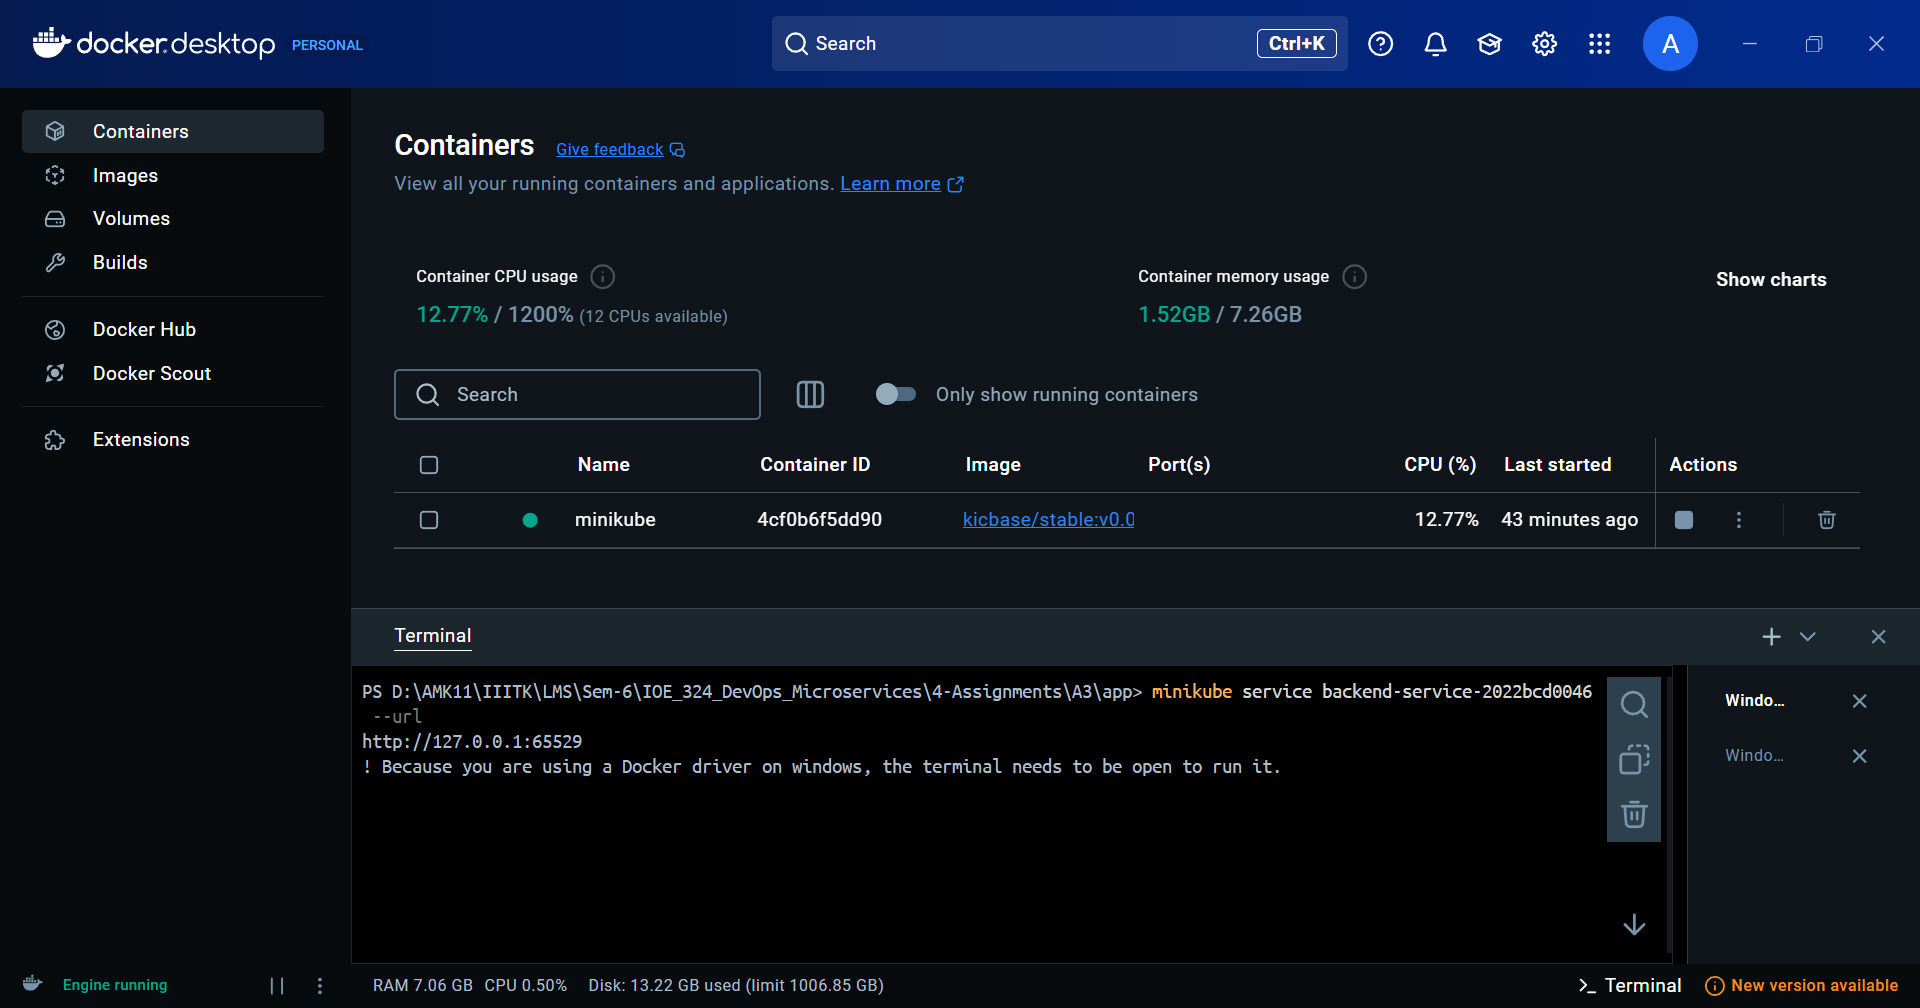 docker.desktop PERSONAL
Search Ctrl+K
A
Containers
Images
Volumes
Builds
Docker Hub
Docker Scout
Extensions
Containers Give feedback
View all your running containers and applications. Learn more
Container CPU usage
12.77% / 1200% (12 CPUs available)
Container memory usage
1.52GB / 7.26GB
Show charts
Search
Only show running containers
Name Container ID Image Port(s) CPU (%) Last started Actions
minikube 4cf0b6f5dd90 kicbase/stable:v0.0 12.77% 43 minutes ago
Terminal
PS D:\AMK11\IIITK\LMS\Sem-6\IOE_324_DevOps_Microservices\4-Assignments\A3\app> minikube service backend-service-2022bcd0046
--url
http://127.0.0.1:65529
! Because you are using a Docker driver on windows, the terminal needs to be open to run it.
Windo...
Windo...
Engine running
RAM 7.06 GB CPU 0.50% Disk: 13.22 GB used (limit 1006.85 GB)
Terminal
New version available